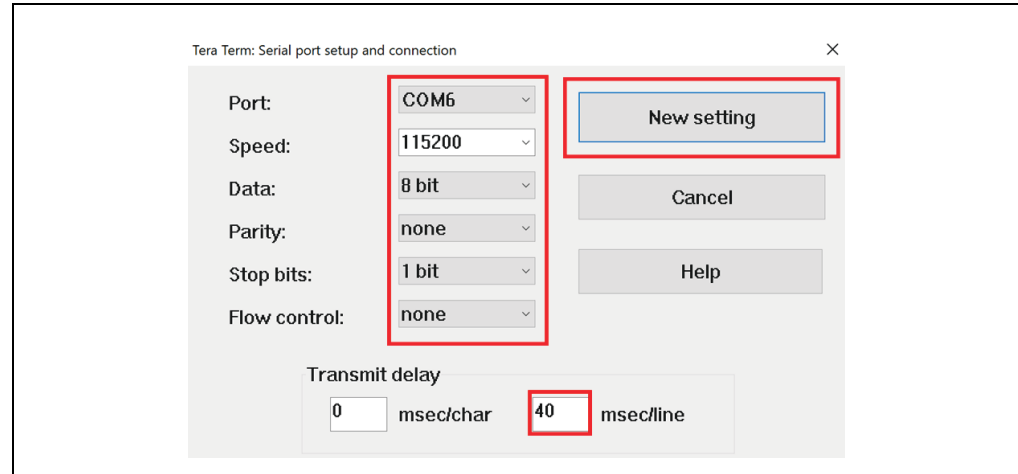 Tera Term: Serial port setup and connection
Port: COM6 New setting
Speed: 115200
Data: 8 bit Cancel
Parity: none
Stop bits: 1 bit Help
Flow control: none
Transmit delay
0 msec/char 40 msec/line